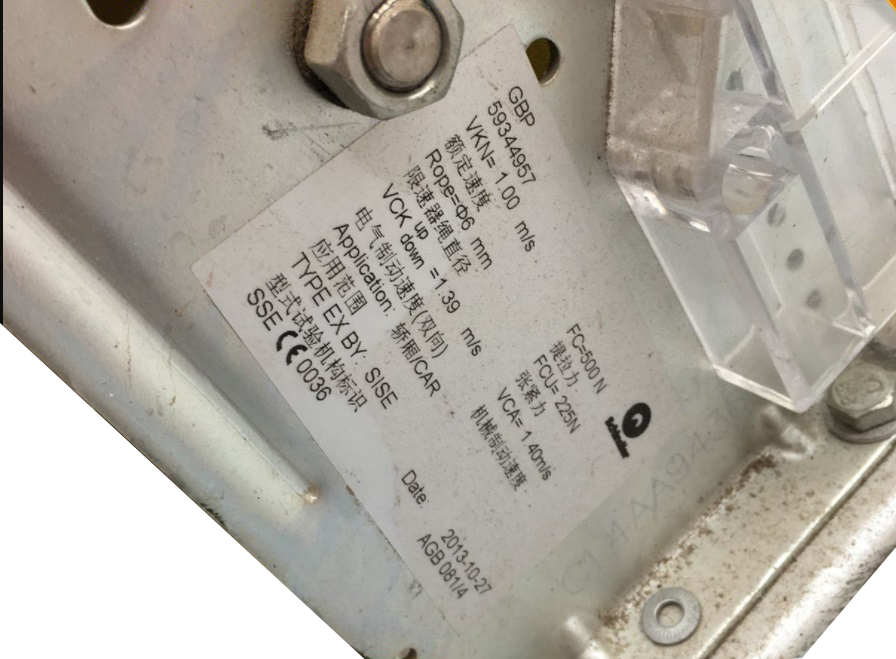 GBP
59344957
VKN= 1.00 m/s
额定速度
Rope=Φ6 mm
限速器绳直径
VCK up down =1.39 m/s
电气制动速度(双向)
Application: 轿厢/CAR
应用范围
TYPE EX BY: SISE
型式试验机构标识
SSE CE0036
FC=500 N
提拉力
FCU= 225N
张紧力
VCA= 1.40m/s
机械制动速度
Schindler
Date: 2013-10-27
AGB 081/4